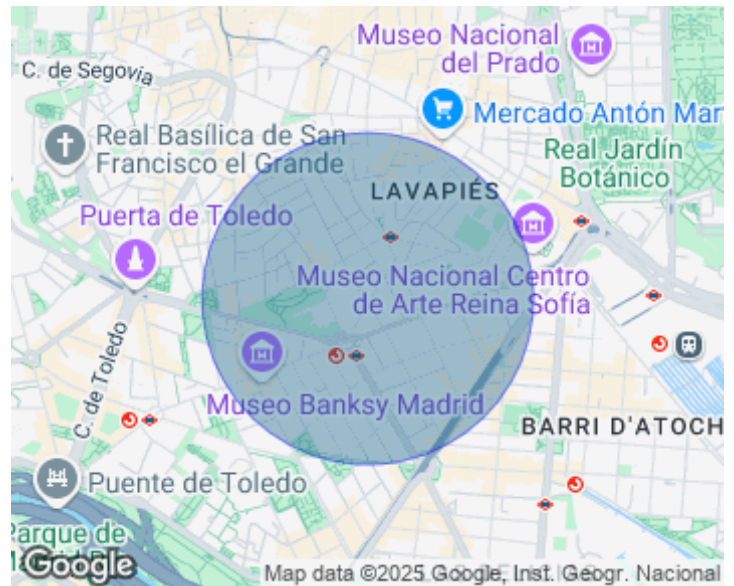 Museo Nacional
del Prado
C. de Segovia
Mercado Antón Mar
Real Basílica de San
Francisco el Grande
Real Jardín
Botánico
LAVAPIÉS
Puerta de Toledo
Museo Nacional Centro
de Arte Reina Sofía
C. de Toledo
Museo Banksy Madrid
BARRI D'ATOCH
Puente de Toledo
Parque de
Google
Map data ©2025 Google, Inst. Geogr. Nacional